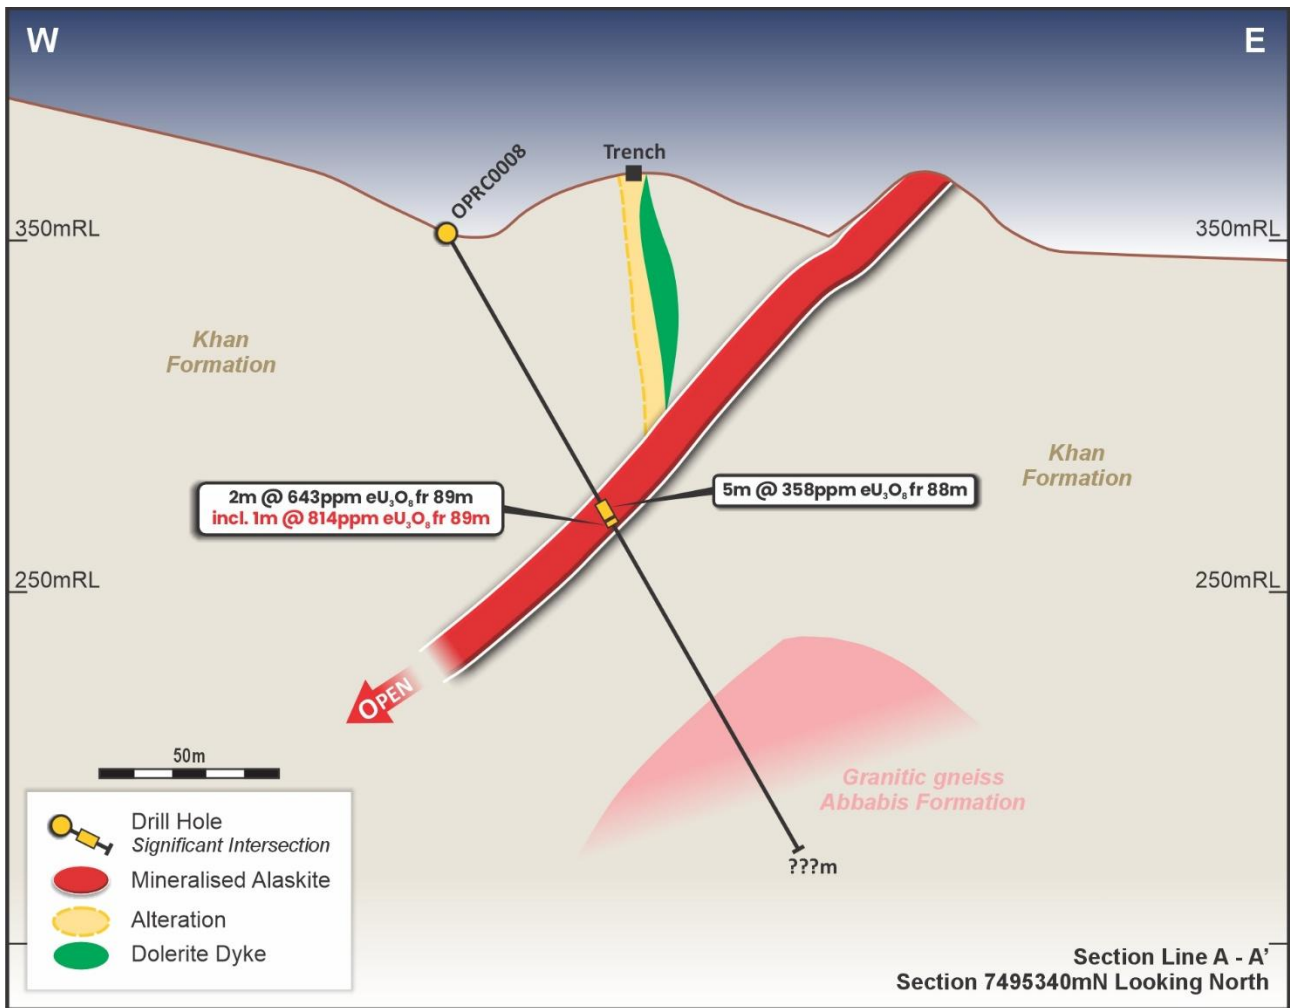 W
E
OPRC0008
Trench
350mRL
350mRL
Khan
Formation
Khan
Formation
2m @ 643ppm eU₃O₈ fr 89m
incl. 1m @ 814ppm eU₃O₈ fr 89m
5m @ 358ppm eU₃O₈ fr 88m
250mRL
250mRL
OPEN
50m
Granitic gneiss
Abbabis Formation
???m
Drill Hole
Significant Intersection
Mineralised Alaskite
Alteration
Dolerite Dyke
Section Line A - A’
Section 7495340mN Looking North